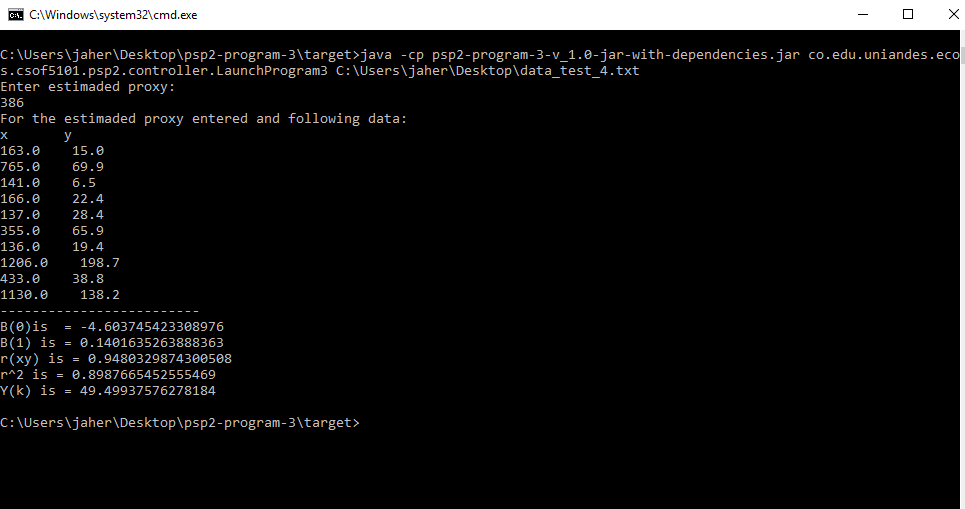 C:\Windows\system32\cmd.exe
C:\Users\jaher\Desktop\psp2-program-3\target>java -cp psp2-program-3-v_1.0-jar-with-dependencies.jar co.edu.uniandes.eco
s.csof5101.psp2.controller.LaunchProgram3 C:\Users\jaher\Desktop\data_test_4.txt
Enter estimaded proxy:
386
For the estimaded proxy entered and following data:
x       y
163.0    15.0
765.0    69.9
141.0    6.5
166.0    22.4
137.0    28.4
355.0    65.9
136.0    19.4
1206.0    198.7
433.0    38.8
1130.0    138.2
-------------------------
B(0)is  = -4.603745423308976
B(1) is = 0.1401635263888363
r(xy) is = 0.9480329874300508
r^2 is = 0.8987665452555469
Y(k) is = 49.49937576278184
C:\Users\jaher\Desktop\psp2-program-3\target>